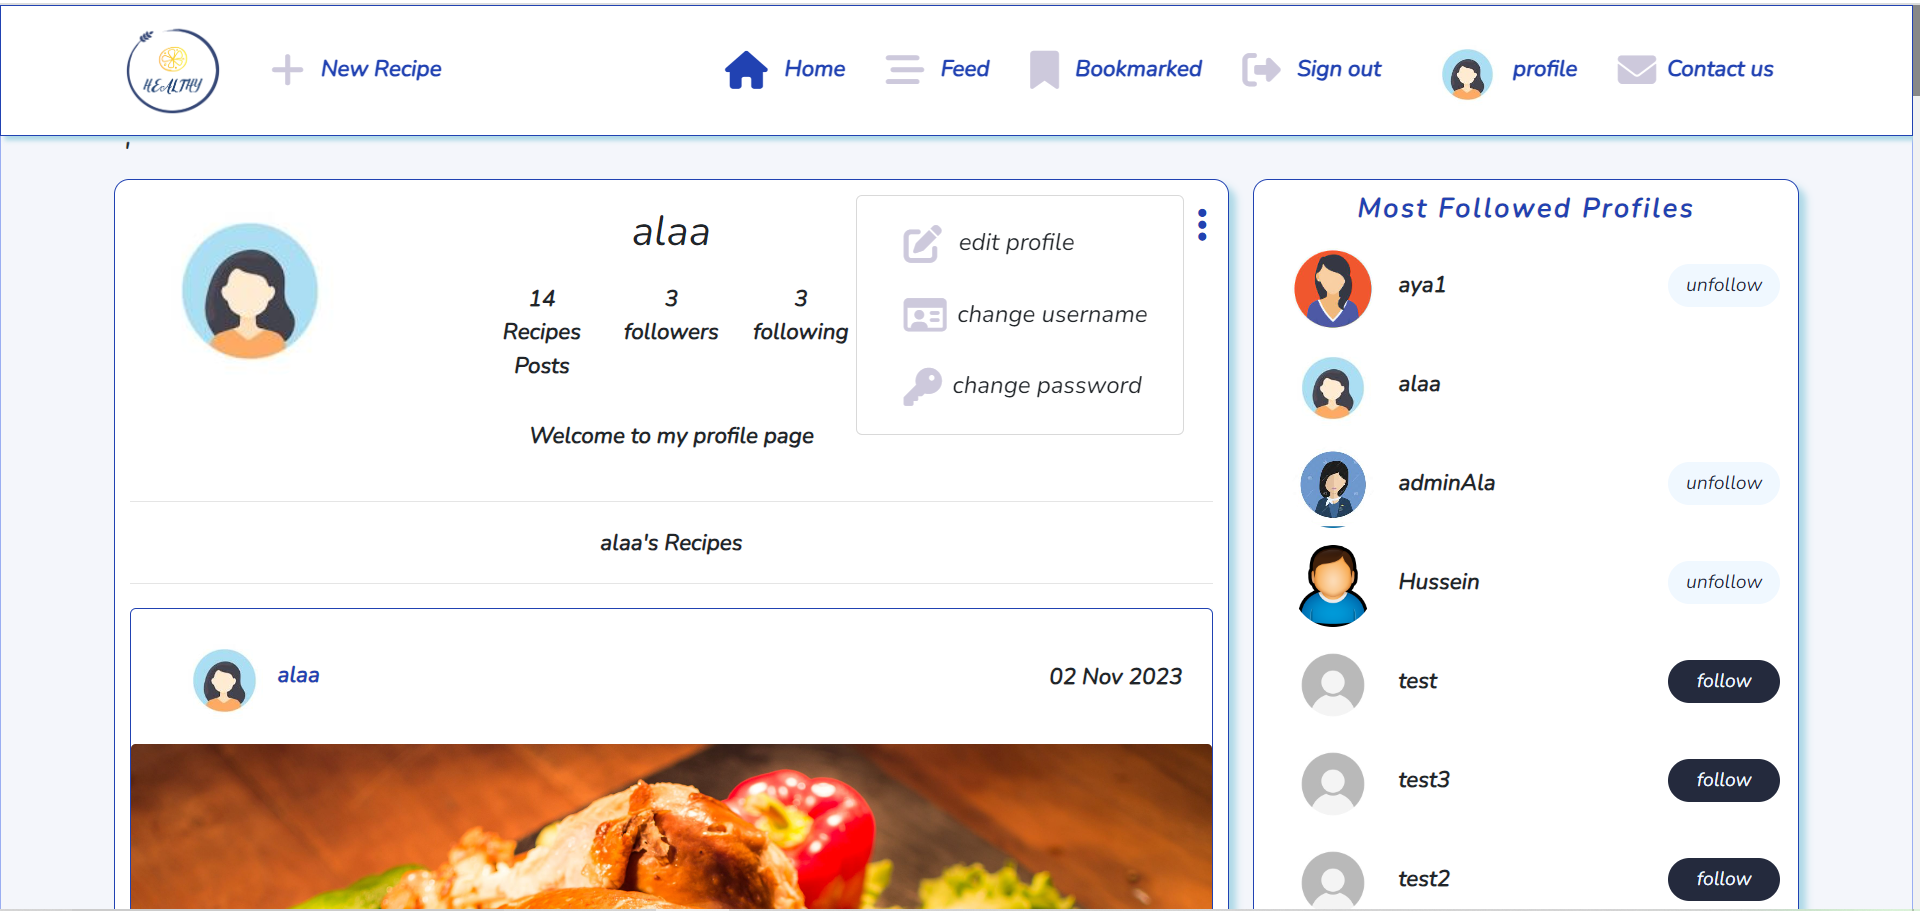 HEALTHY
New Recipe
Home
Feed
Bookmarked
Sign out
profile
Contact us
alaa
14
Recipes
Posts
3
followers
3
following
Welcome to my profile page
edit profile
change username
change password
alaa's Recipes
alaa
02 Nov 2023
Most Followed Profiles
aya1
unfollow
alaa
adminAla
unfollow
Hussein
unfollow
test
follow
test3
follow
test2
follow